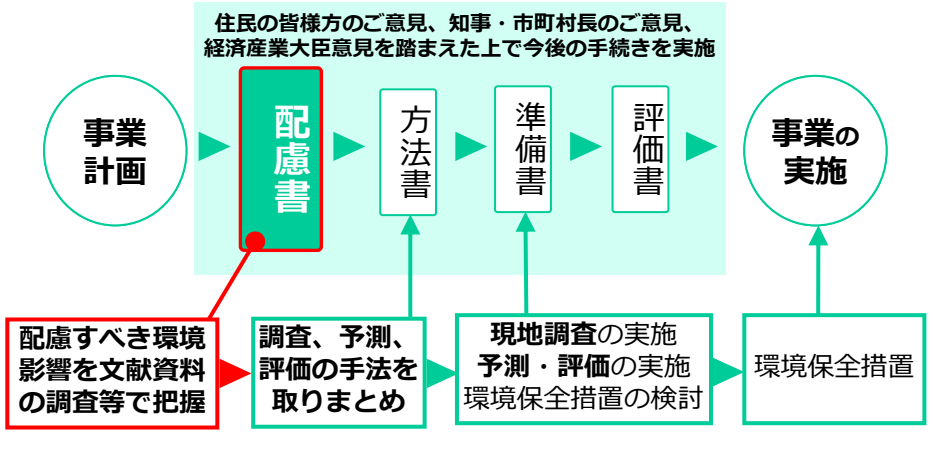 住民の皆様方のご意見、知事・市町村長のご意見、
経済産業大臣意見を踏まえた上で今後の手続きを実施
事業
計画
配慮書
方法書
準備書
評価書
事業の
実施
配慮すべき環境
影響を文献資料
の調査等で把握
調査、予測、
評価の手法を
取りまとめ
現地調査の実施
予測・評価の実施
環境保全措置の検討
環境保全措置